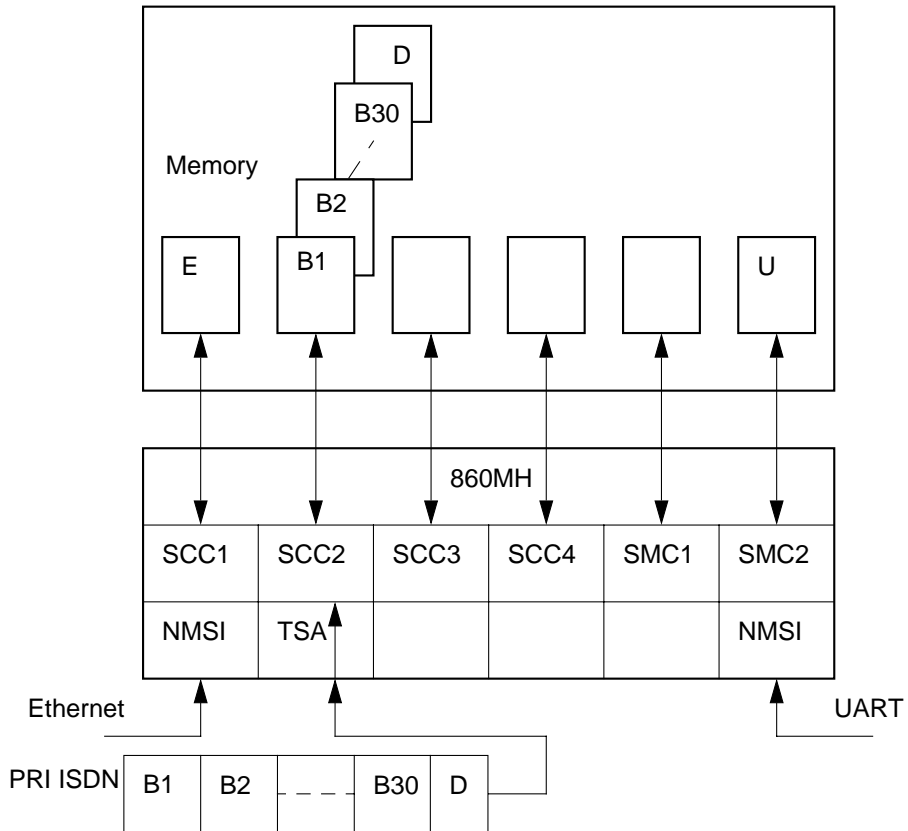 D
B30
Memory
B2
E
B1
U
860MH
SCC1 SCC2 SCC3 SCC4 SMC1 SMC2
NMSI TSA NMSI
Ethernet UART
PRI ISDN B1 B2 B30 D